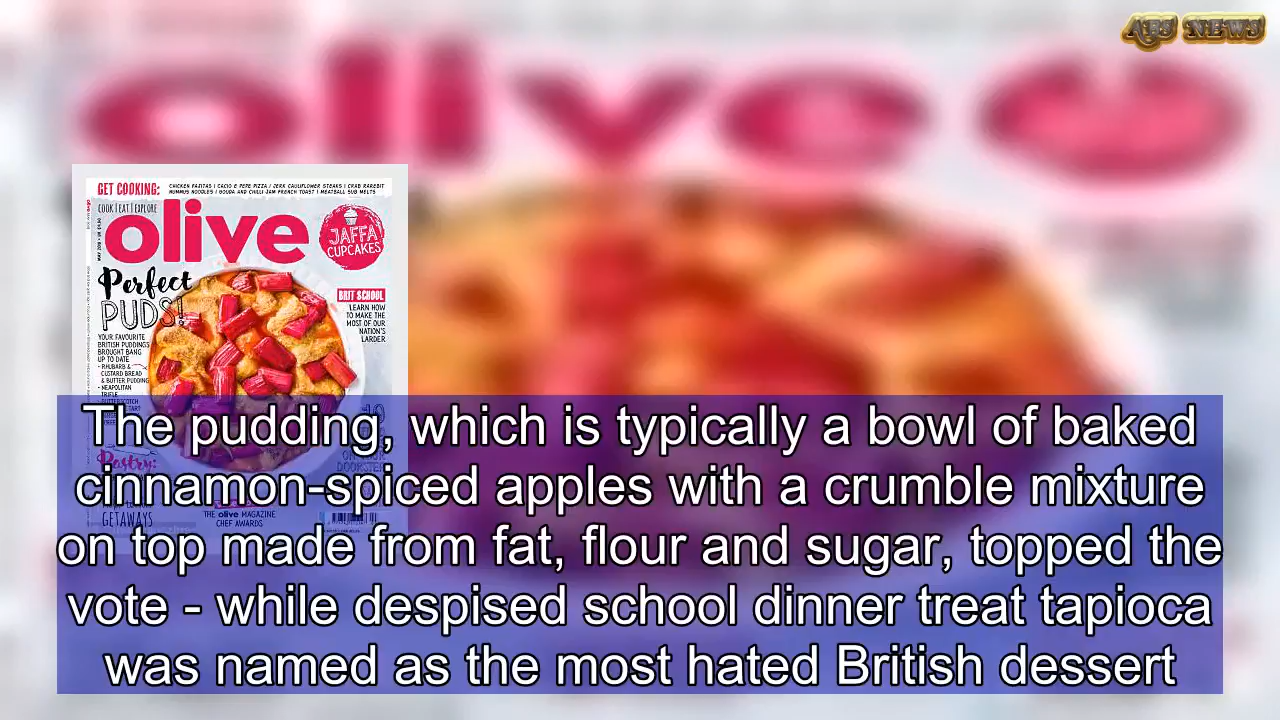 ABS NEWS
GET COOKING: CHICKEN FAJITAS | CACIO E PEPE PIZZA / JERK CAULIFLOWER STEAKS | CRAB RAREBIT
HUMMUS NOODLES | GOUDA AND CHILLI JAM FRENCH TOAST | MEATBALL SUB MELTS
COOK | EAT | EXPLORE
olive
JAFFA
CUPCAKES
Perfect
PUDS!
BRIT SCHOOL
LEARN HOW
TO MAKE THE
MOST OF OUR
NATION'S
LARDER
YOUR FAVOURITE
BRITISH PUDDINGS
BROUGHT BANG
UP TO DATE
• RHUBARB &
CUSTARD BREAD
& BUTTER PUDDING
• NEAPOLITAN
TRIFLE
The pudding, which is typically a bowl of baked
cinnamon-spiced apples with a crumble mixture
on top made from fat, flour and sugar, topped the
vote - while despised school dinner treat tapioca
was named as the most hated British dessert
Pastry:
GETAWAYS
THE olive MAGAZINE
CHEF AWARDS